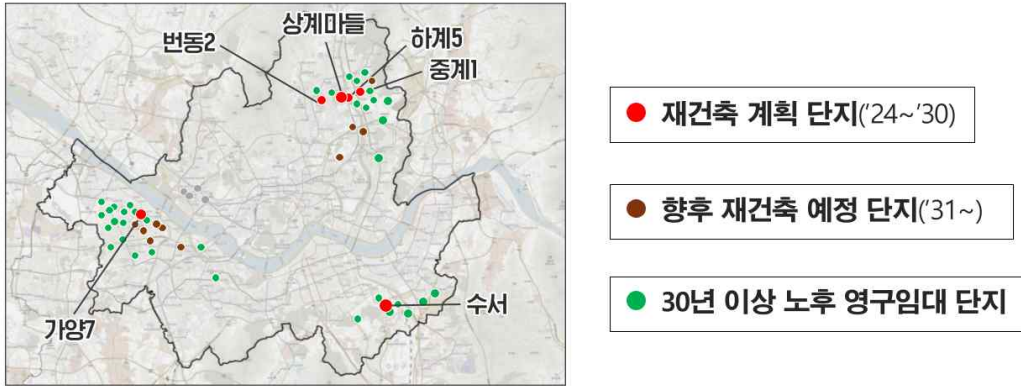 상계마들
번동2
하계5
중계1
가양7
수서
재건축 계획 단지('24~'30)
향후 재건축 예정 단지('31~)
30년 이상 노후 영구임대 단지